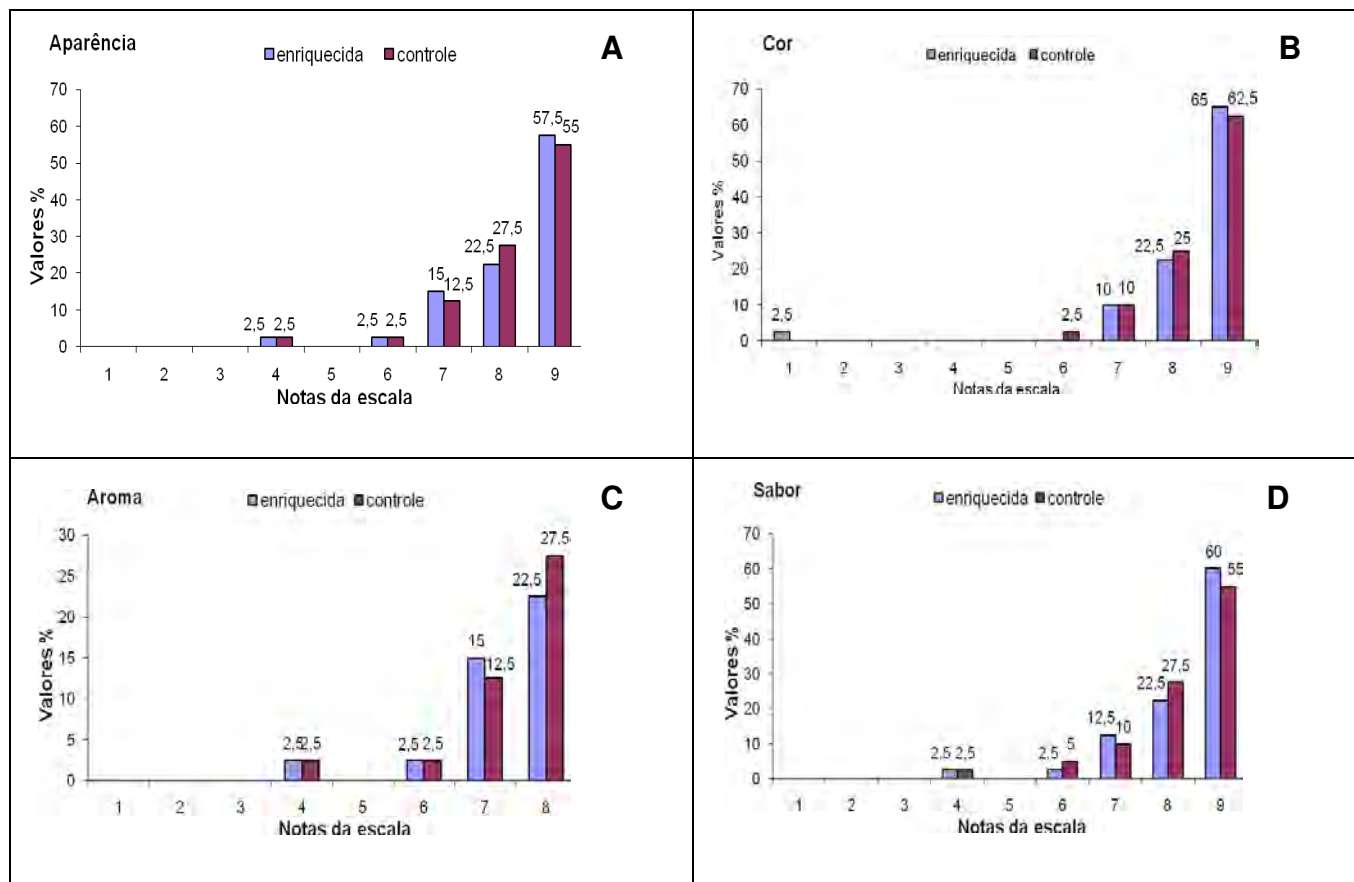 Aparência
enriquecida controle
A
Valores %
70
60
50
40
30
20
10
0
2,5 2,5
2,5 2,5
15 12,5
22,5 27,5
57,5 55
1 2 3 4 5 6 7 8 9
Notas da escala
Cor
enriquecida controle
B
Valores %
70
60
50
40
30
20
10
0
2,5
2,5
10 10
22,5 25
65 62,5
1 2 3 4 5 6 7 8 9
Notas da escala
Aroma
enriquecida controle
C
Valores %
30
25
20
15
10
5
0
2,5 2,5
2,5 2,5
15 12,5
22,5 27,5
1 2 3 4 5 6 7 8
Notas da escala
Sabor
enriquecida controle
D
Valores %
70
60
50
40
30
20
10
0
2,5 2,5
2,5 5
12,5 10
22,5 27,5
60 55
1 2 3 4 5 6 7 8 9
Notas da escala